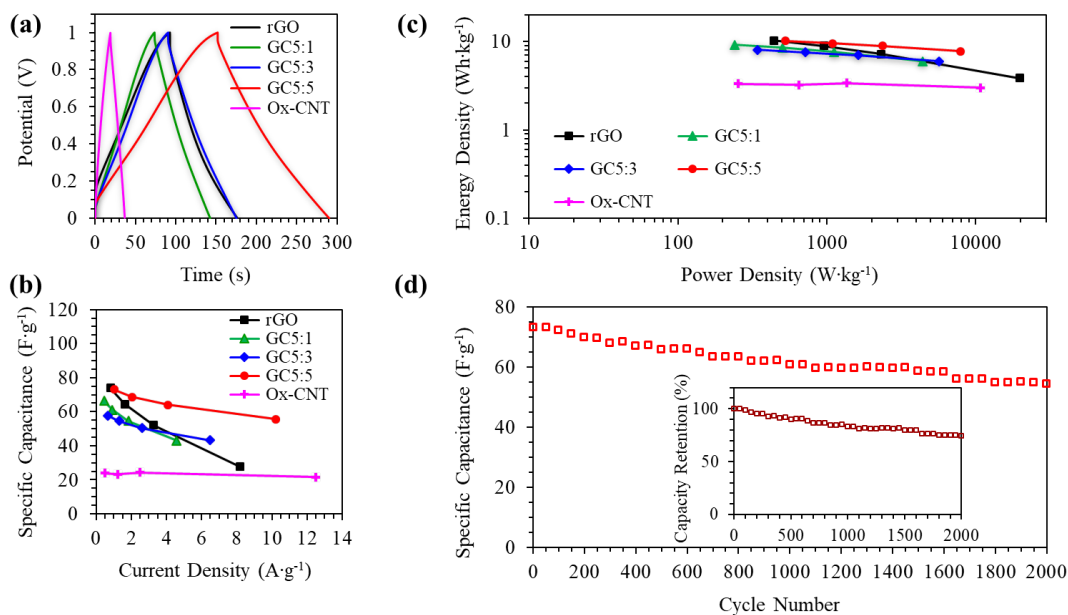 (a)
Potential (V)
1
0.8
0.6
0.4
0.2
0
0 50 100 150 200 250 300
Time (s)
rGO
GC5:1
GC5:3
GC5:5
Ox-CNT
(c)
Energy Density (Wh·kg⁻¹)
10
1
0.1
10 100 1000 10000
Power Density (W·kg⁻¹)
rGO GC5:1
GC5:3 GC5:5
Ox-CNT
(b)
Specific Capacitance (F·g⁻¹)
120
100
80
60
40
20
0
0 2 4 6 8 10 12 14
Current Density (A·g⁻¹)
rGO
GC5:1
GC5:3
GC5:5
Ox-CNT
(d)
Specific Capacitance (F·g⁻¹)
80
60
40
20
0
0 200 400 600 800 1000 1200 1400 1600 1800 2000
Cycle Number
Capacity Retention (%)
100
50
0
0 500 1000 1500 2000